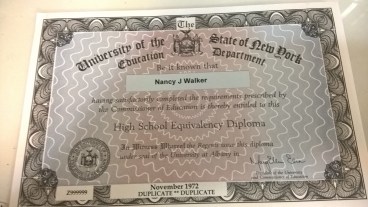 The
University of the State of New York
Education Department
Be it known that
Nancy J Walker
having satisfactorily completed the requirements prescribed by
the Commissioner of Education is thereby entitled to this
High School Equivalency Diploma
In Witness Whereof the Regents issue this diploma
under seal of the University at Albany in
November 1972
DUPLICATE ** DUPLICATE